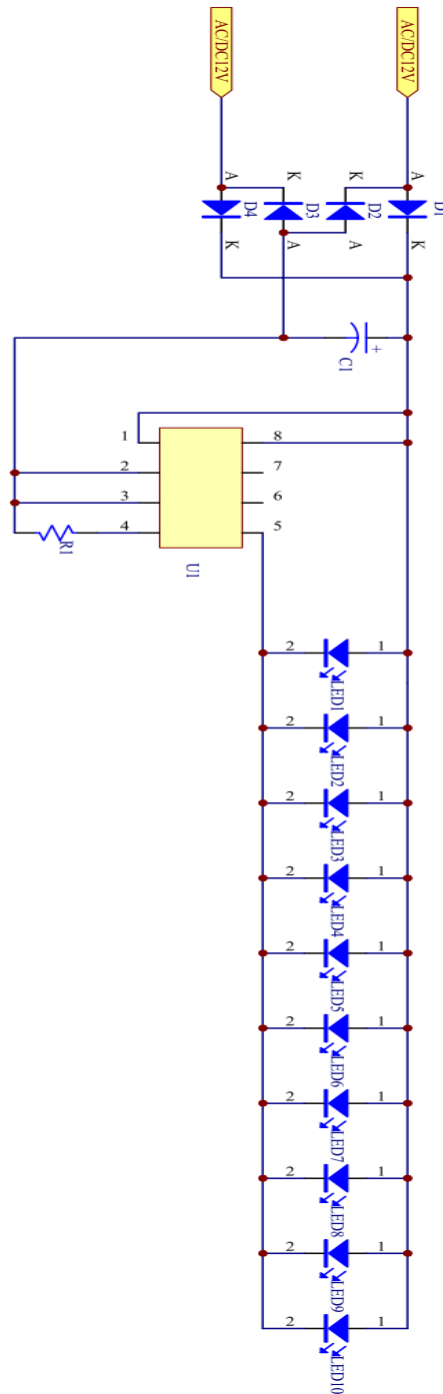 AC/DC12V
AC/DC12V
A
K
D4
K
A
D3
K
A
D2
A
K
D1
C1
+
1
2
3
4
8
7
6
5
R1
U1
2
1
LED1
2
1
LED2
2
1
LED3
2
1
LED4
2
1
LED5
2
1
LED6
2
1
LED7
2
1
LED8
2
1
LED9
2
1
LED10